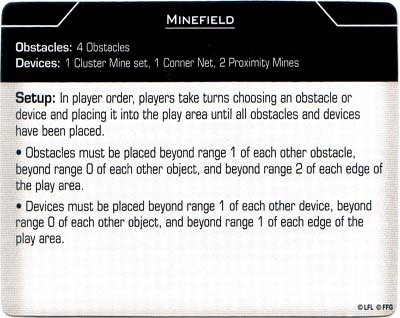 MINEFIELD
Obstacles: 4 Obstacles
Devices: 1 Cluster Mine set, 1 Conner Net, 2 Proximity Mines
Setup: In player order, players take turns choosing an obstacle or
device and placing it into the play area until all obstacles and devices
have been placed.
• Obstacles must be placed beyond range 1 of each other obstacle,
beyond range 0 of each other object, and beyond range 2 of each edge of
the play area.
• Devices must be placed beyond range 1 of each other device, beyond
range 0 of each other object, and beyond range 1 of each edge of the
play area.
© LFL © FFG